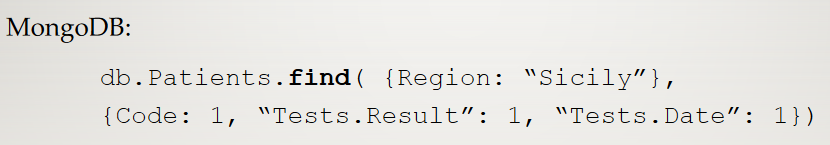 MongoDB:
db.Patients.find( {Region: “Sicily”},
{Code: 1, “Tests.Result”: 1, “Tests.Date”: 1})